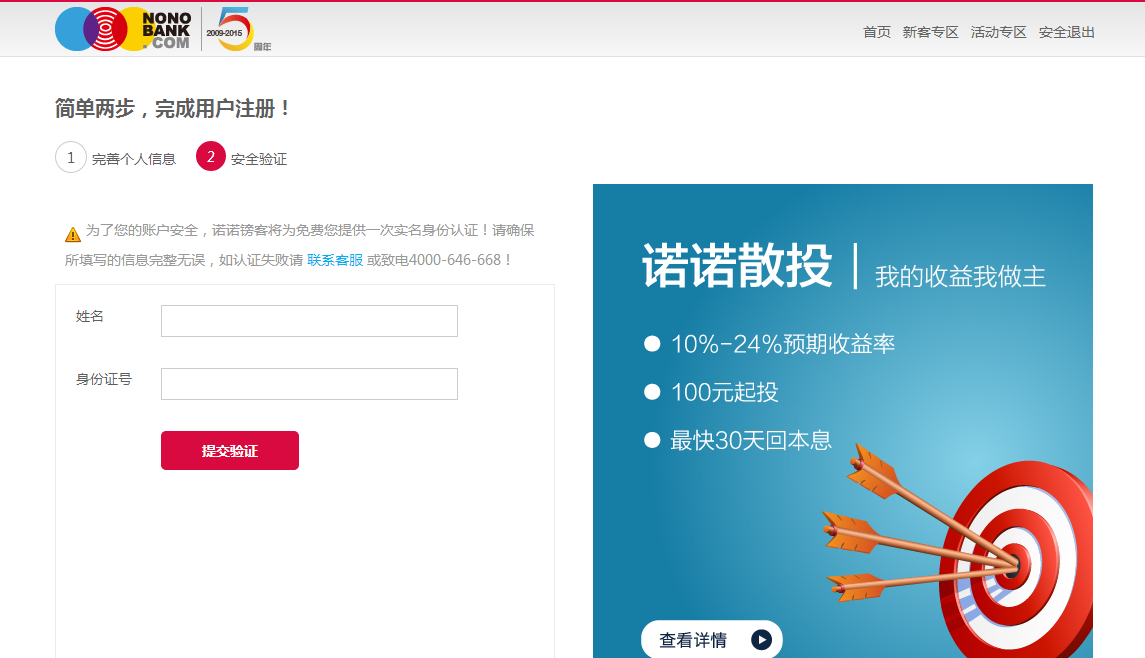 NONO
BANK
.COM
5
2009-2015
周年
首页 新客专区 活动专区 安全退出
简单两步，完成用户注册！
1 完善个人信息 2 安全验证
为了您的账户安全，诺诺镑客将为免费您提供一次实名身份认证！请确保
所填写的信息完整无误，如认证失败请 联系客服 或致电4000-646-668！
姓名
身份证号
提交验证
诺诺散投 | 我的收益我做主
10%-24%预期收益率
100元起投
最快30天回本息
查看详情